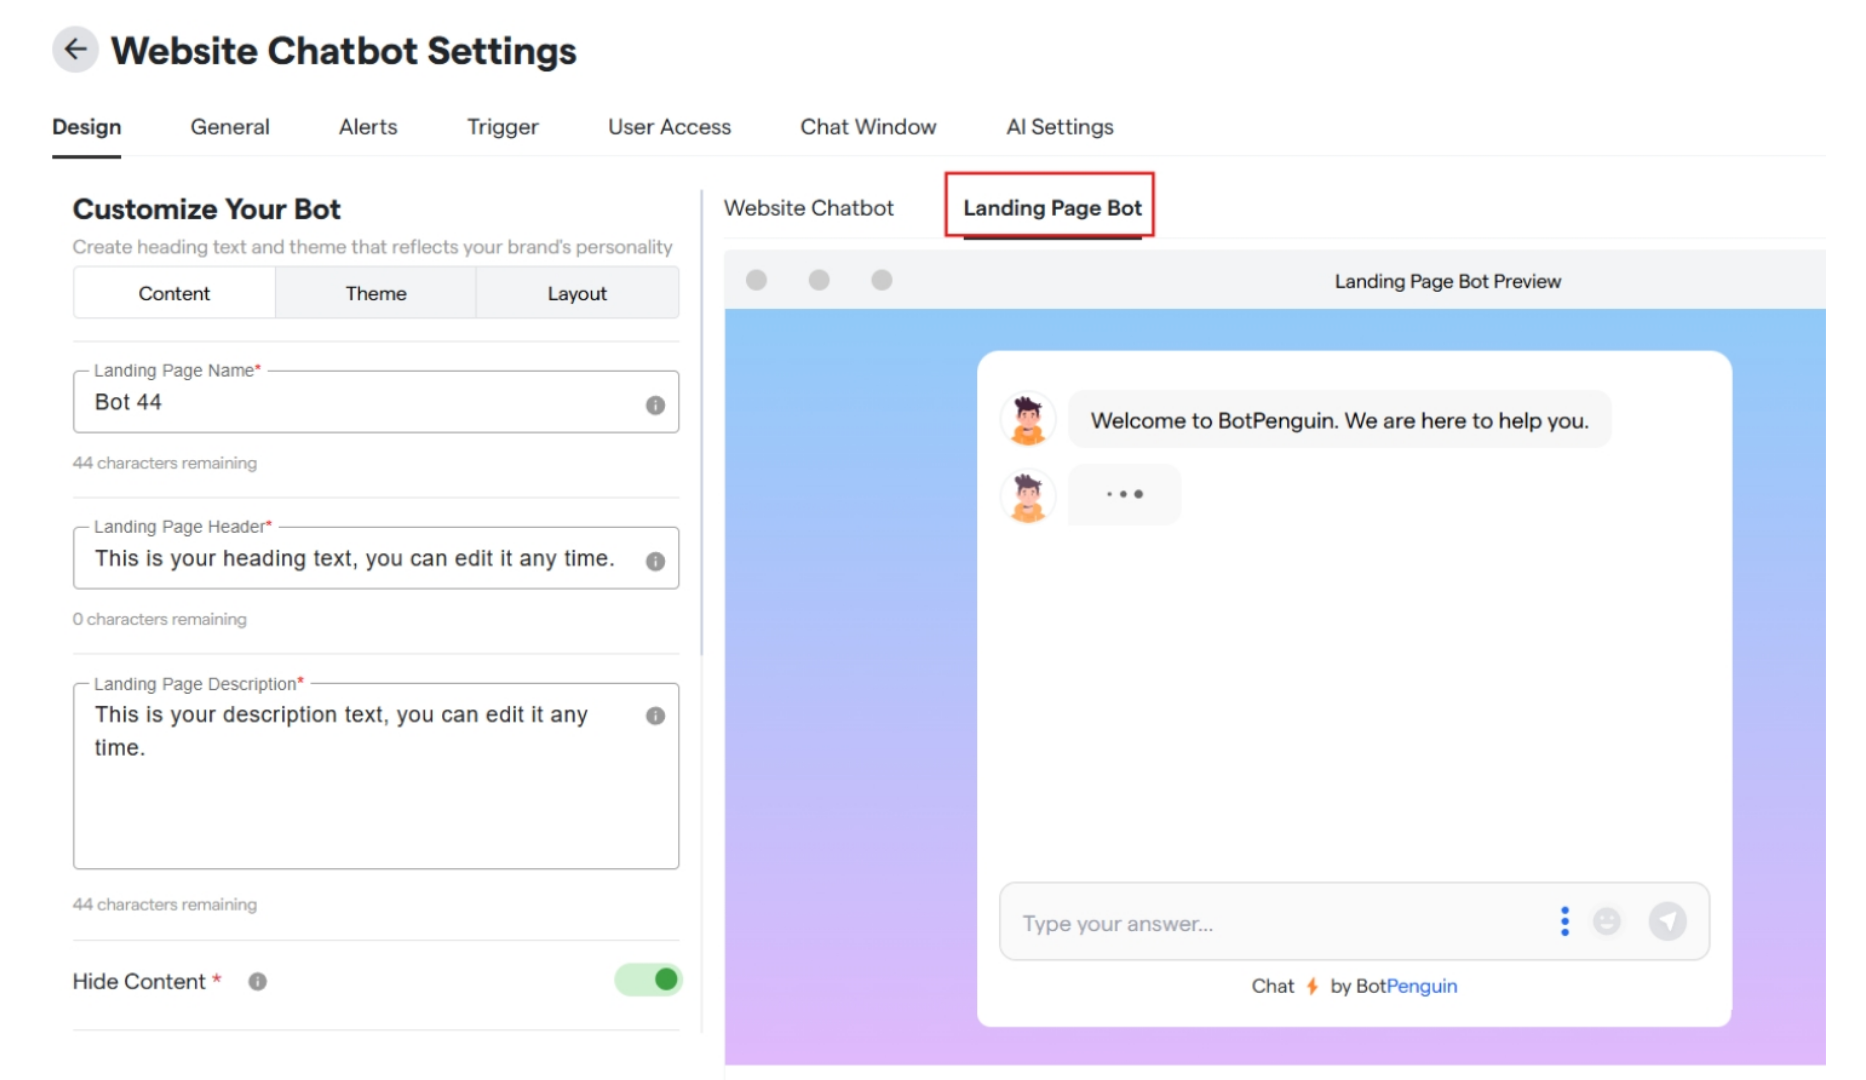 Website Chatbot Settings
Design General Alerts Trigger User Access Chat Window AI Settings
Customize Your Bot
Create heading text and theme that reflects your brand's personality
Content Theme Layout
Landing Page Name*
Bot 44
44 characters remaining
Landing Page Header*
This is your heading text, you can edit it any time.
0 characters remaining
Landing Page Description*
This is your description text, you can edit it any
time.
44 characters remaining
Hide Content *
Website Chatbot Landing Page Bot
Landing Page Bot Preview
Welcome to BotPenguin. We are here to help you.
Type your answer...
Chat by BotPenguin